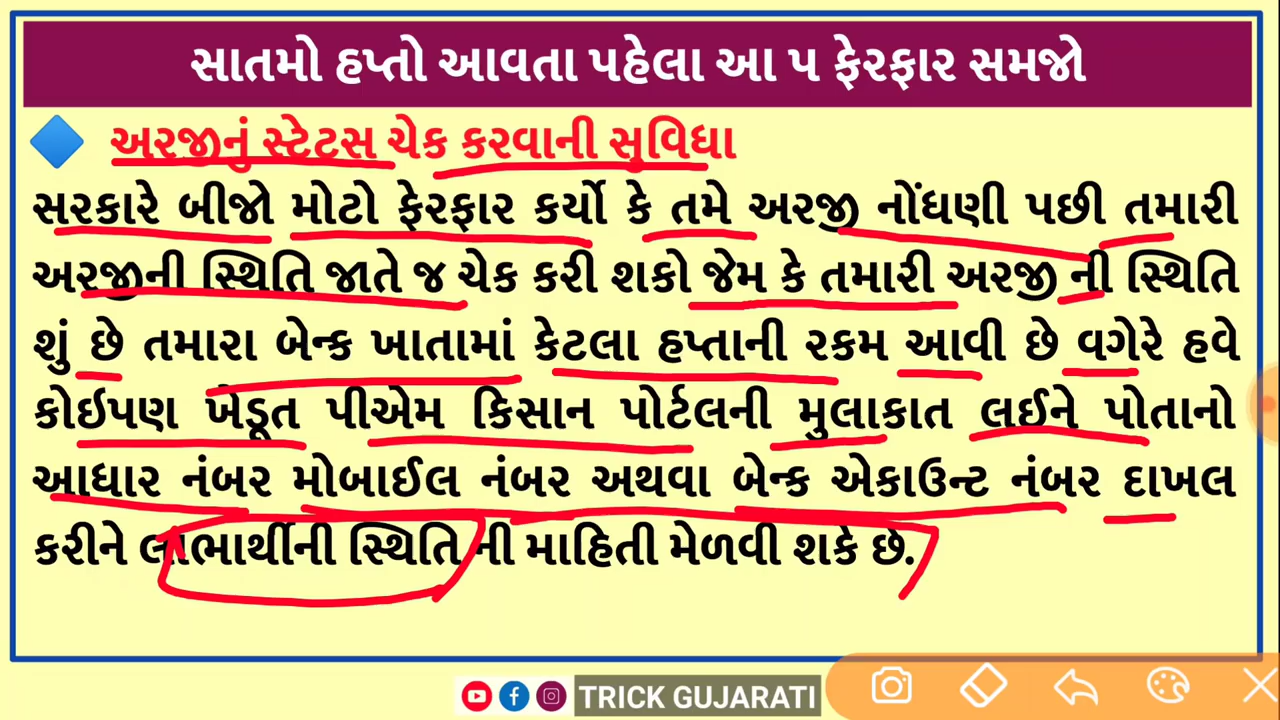 સાતમો હપ્તો આવતા પહેલા આ ૫ ફેરફાર સમજો
અરજીનું સ્ટેટસ ચેક કરવાની સુવિધા
સરકારે બીજો મોટો ફેરફાર કર્યો કે તમે અરજી નોંધણી પછી તમારી
અરજીની સ્થિતિ જાતે જ ચેક કરી શકો જેમ કે તમારી અરજી ની સ્થિતિ
શું છે તમારા બેન્ક ખાતામાં કેટલા હપ્તાની રકમ આવી છે વગેરે હવે
કોઇપણ ખેડૂત પીએમ કિસાન પોર્ટલની મુલાકાત લઈને પોતાનો
આધાર નંબર મોબાઈલ નંબર અથવા બેન્ક એકાઉન્ટ નંબર દાખલ
કરીને લાભાર્થીની સ્થિતિ ની માહિતી મેળવી શકે છે.
TRICK GUJARATI